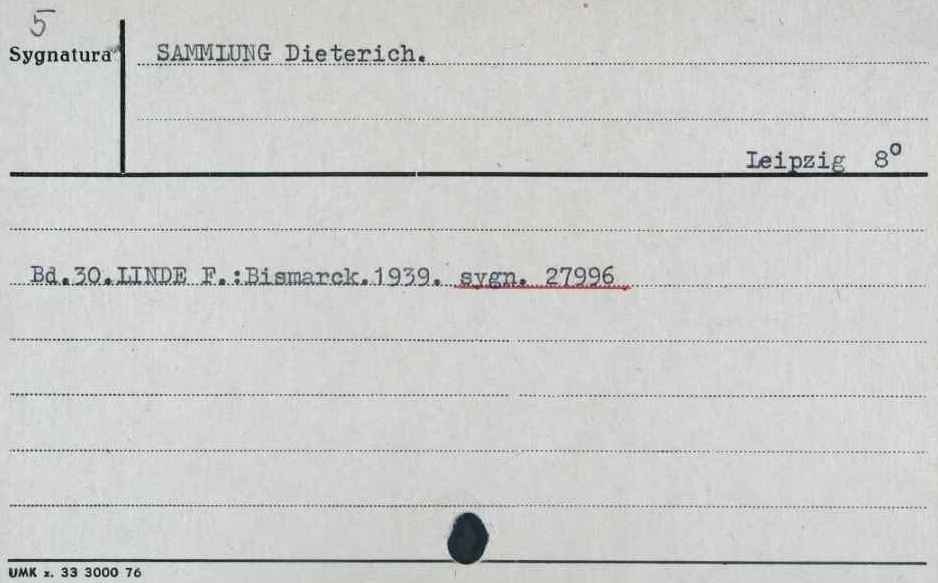 5
Sygnatura
SAMMLUNG Dieterich.
Leipzig 8°
Bd.30.LINDE F.:Bismarck.1939. sygn. 27996.
UMK z. 33 3000 76